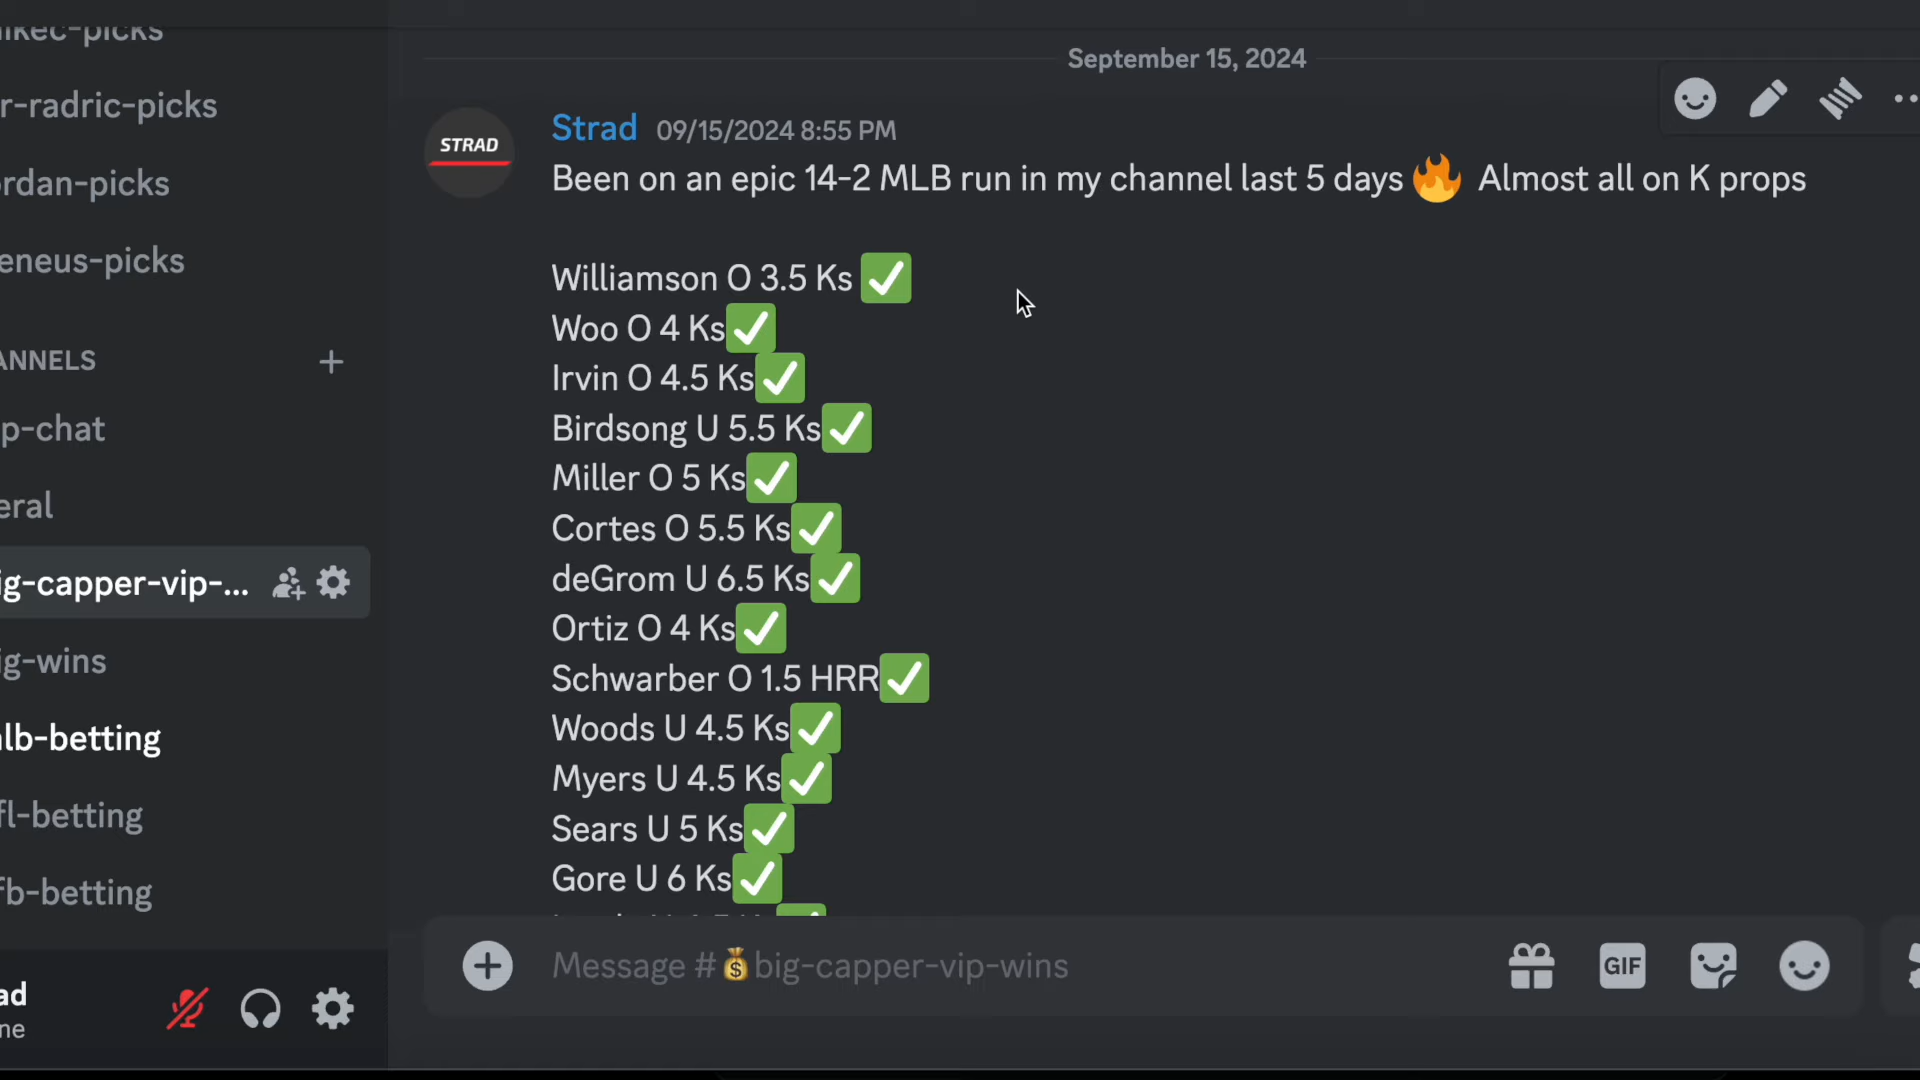 ikec-picks
September 15, 2024
r-radric-picks
STRAD
Strad 09/15/2024 8:55 PM
Been on an epic 14-2 MLB run in my channel last 5 days 🔥 Almost all on K props
rdan-picks
eneus-picks
Williamson O 3.5 Ks ✅
Woo O 4 Ks✅
ANNELS
Irvin O 4.5 Ks✅
p-chat
Birdsong U 5.5 Ks✅
Miller O 5 Ks✅
eral
Cortes O 5.5 Ks✅
ig-capper-vip-...
deGrom U 6.5 Ks✅
Ortiz O 4 Ks✅
ig-wins
Schwarber O 1.5 HRR✅
lb-betting
Woods U 4.5 Ks✅
Myers U 4.5 Ks✅
fl-betting
Sears U 5 Ks✅
Gore U 6 Ks✅
fb-betting
Message #💰big-capper-vip-wins
GIF
ad
ne